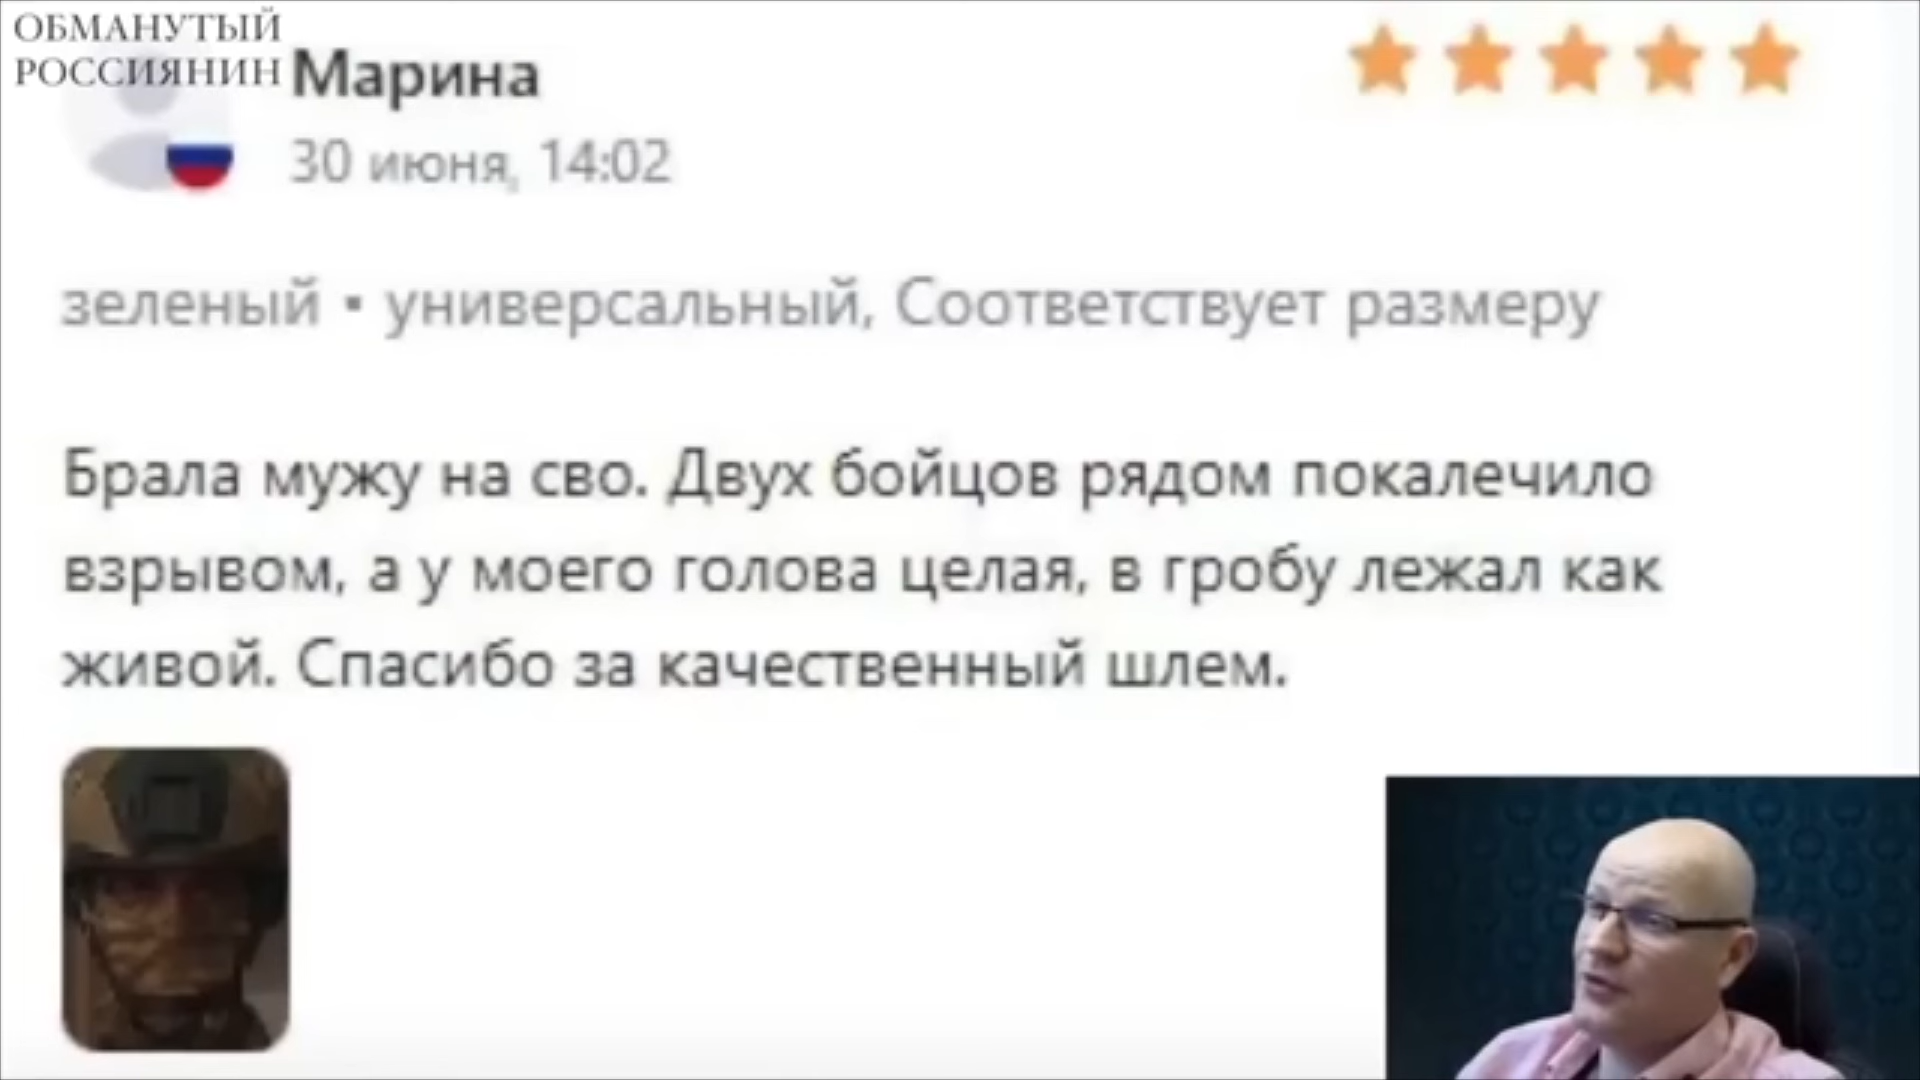 ОБМАНУТЫЙ
РОССИЯНИН
Марина
30 июня, 14:02
зеленый • универсальный, Соответствует размеру
Брала мужу на сво. Двух бойцов рядом покалечило
взрывом, а у моего голова целая, в гробу лежал как
живой. Спасибо за качественный шлем.